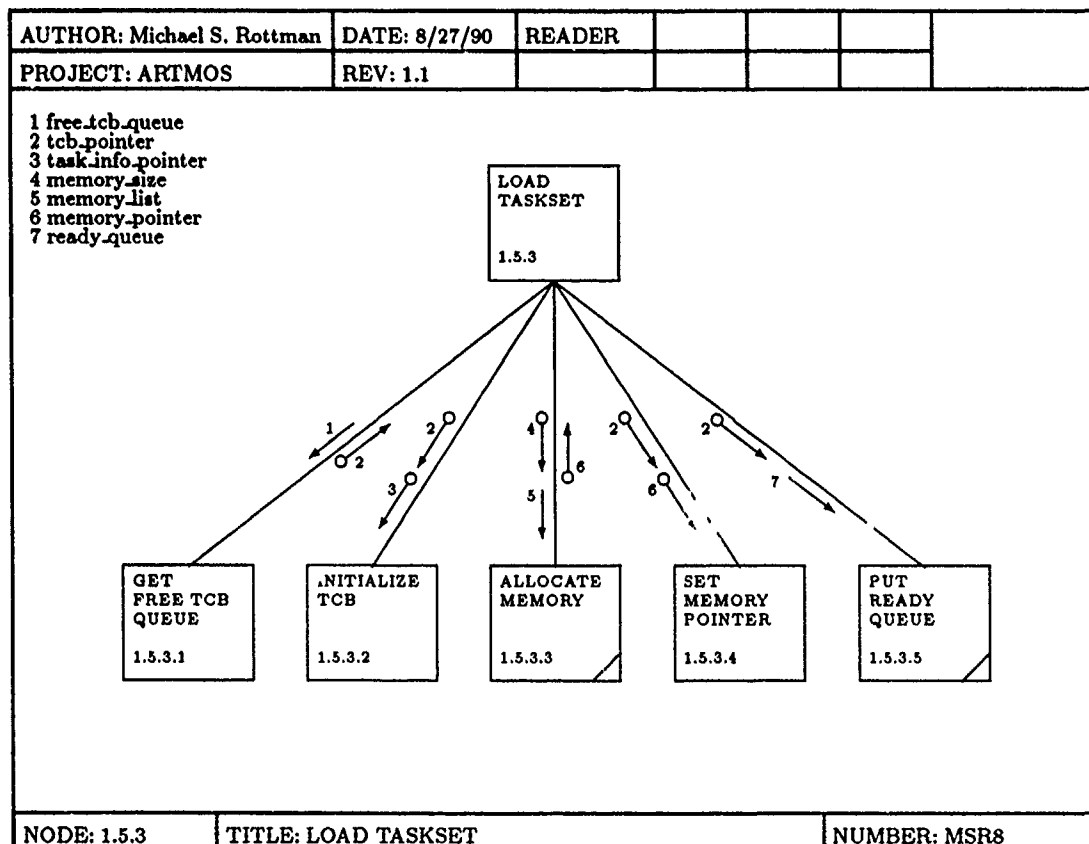 AUTHOR: Michael S. Rottman DATE: 8/27/90 READER
PROJECT: ARTMOS REV: 1.1
1 free_tcb_queue
2 tcb_pointer
3 task_info_pointer
4 memory_size
5 memory_list
6 memory_pointer
7 ready_queue
LOAD
TASKSET
1.5.3
1
2
2
3
4
5
6
2
6
2
7
GET
FREE TCB
QUEUE
1.5.3.1
.NITIALIZE
TCB
1.5.3.2
ALLOCATE
MEMORY
1.5.3.3
SET
MEMORY
POINTER
1.5.3.4
PUT
READY
QUEUE
1.5.3.5
NODE: 1.5.3 TITLE: LOAD TASKSET NUMBER: MSR8